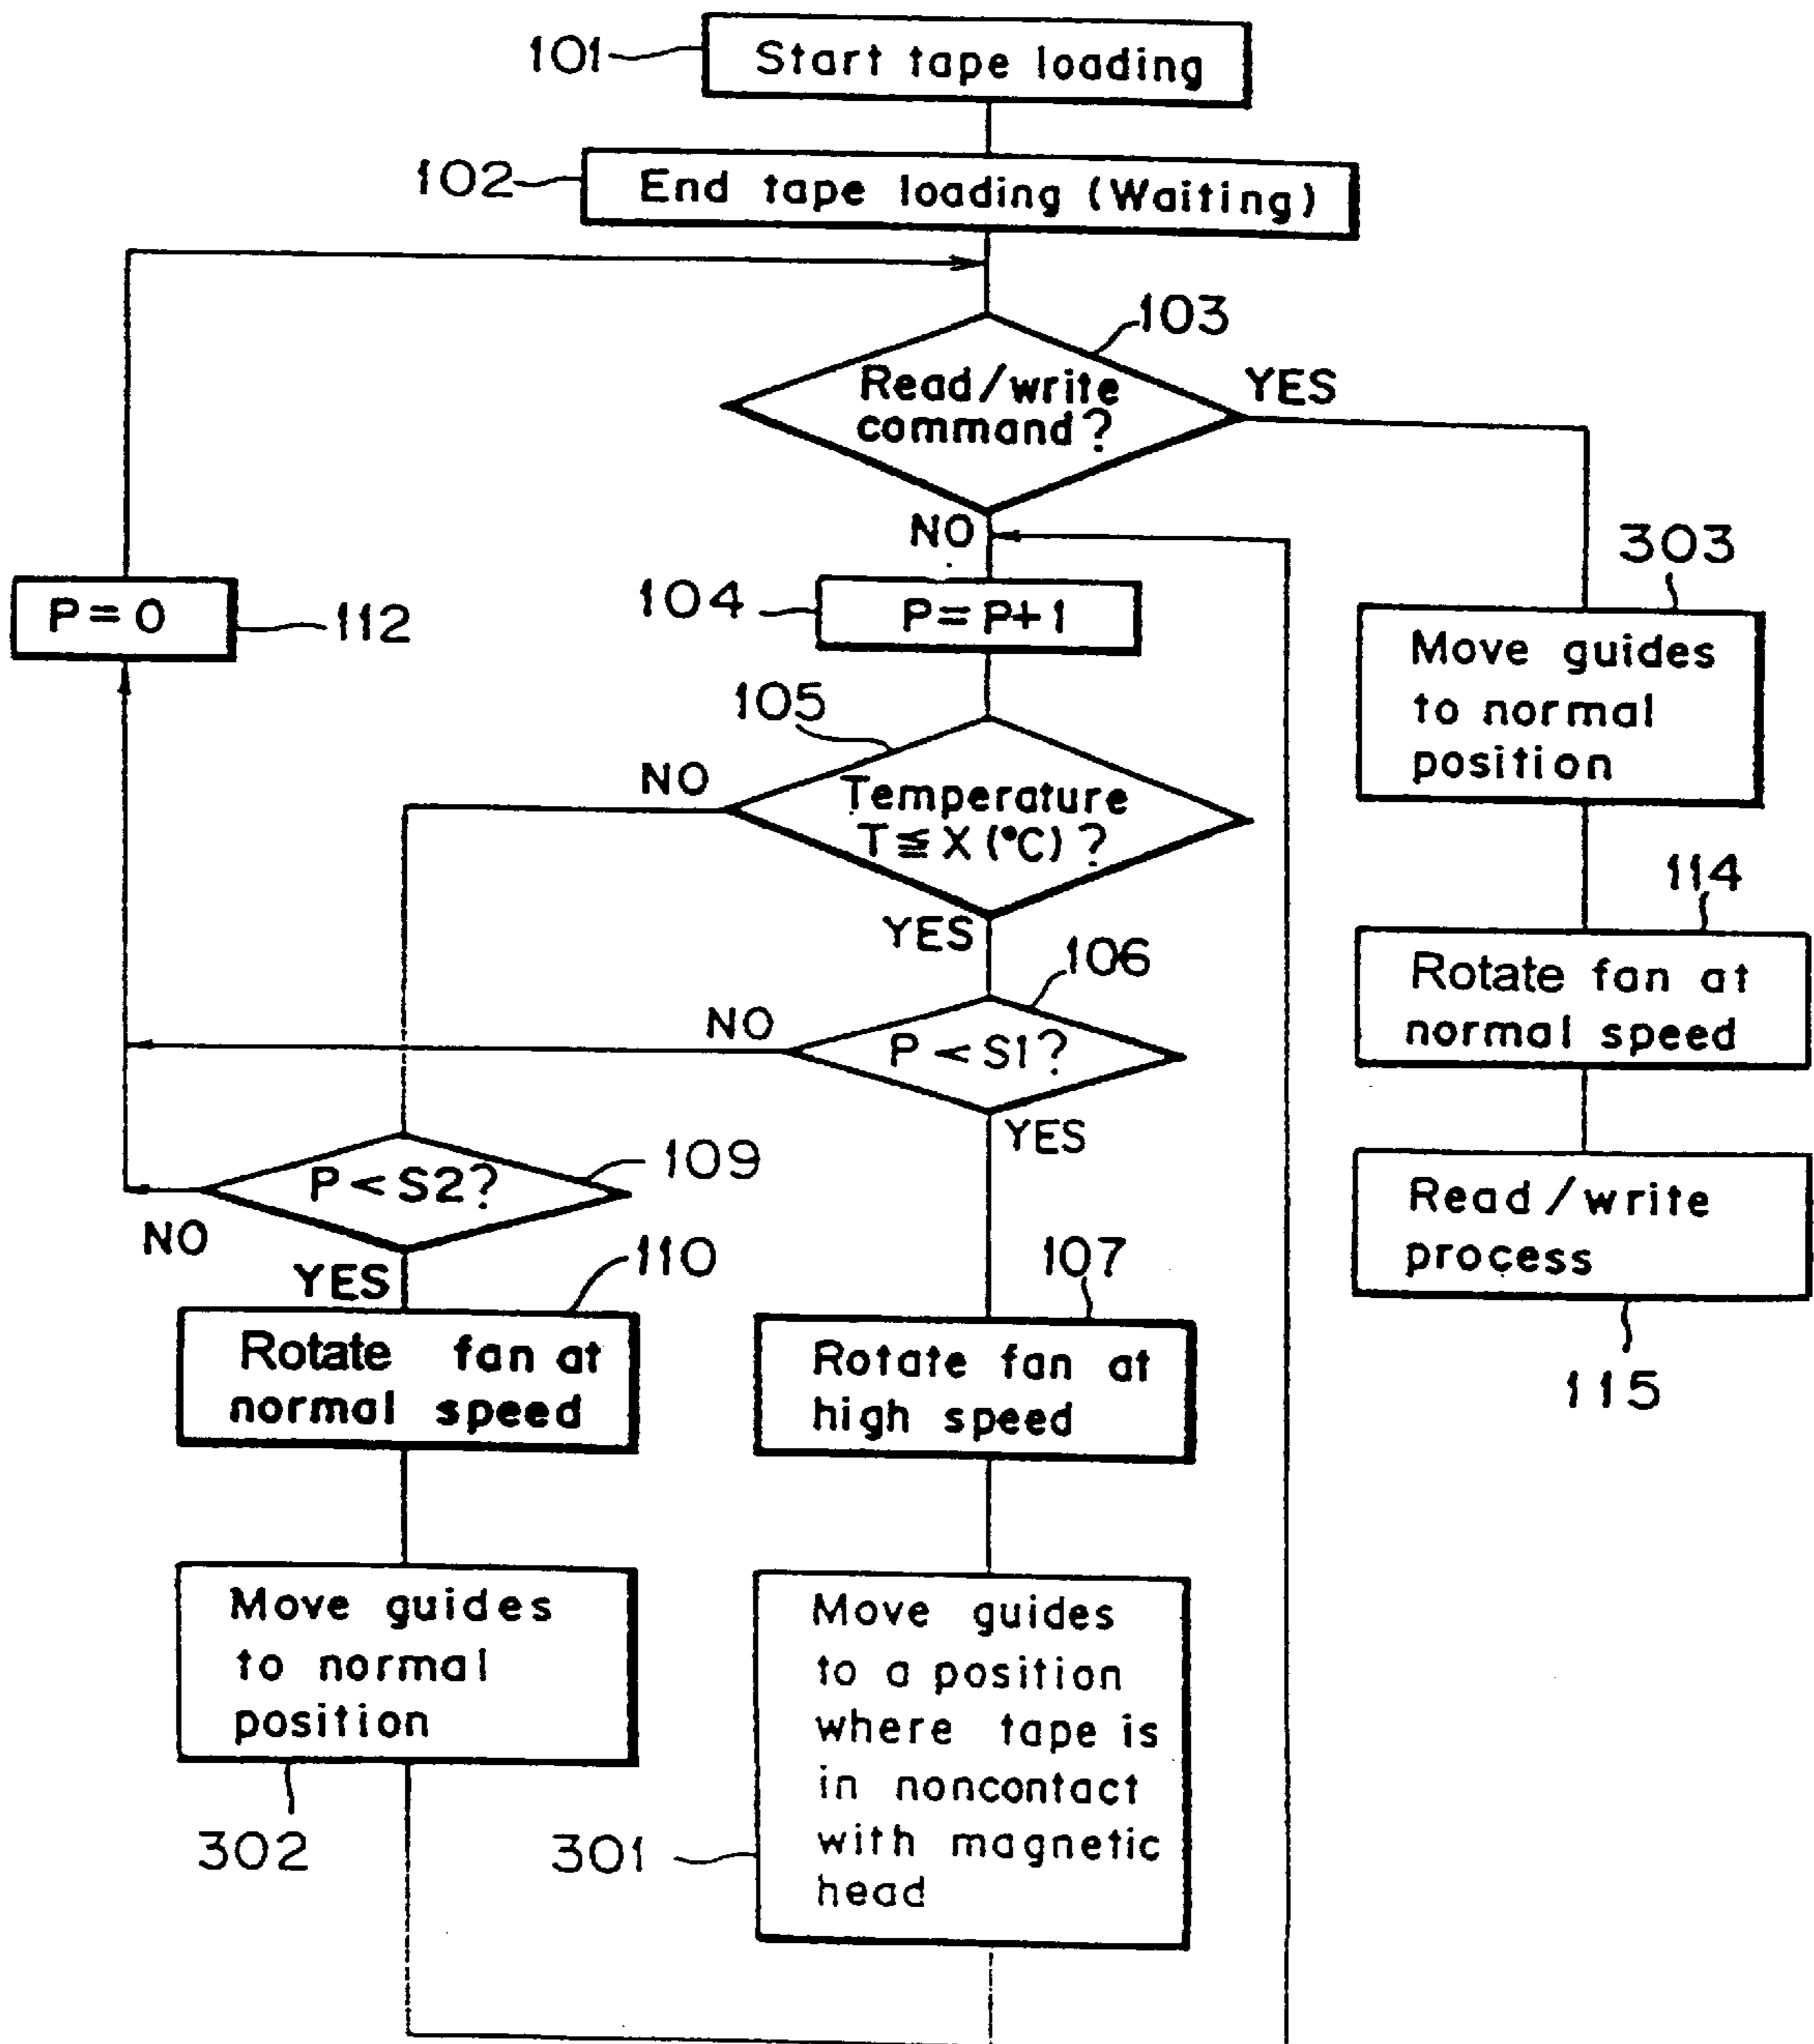 101
Start tape loading
102
End tape loading (Waiting)
103
Read/write
command?
YES
NO
303
P=0
112
104
P=P+1
Move guides
to normal
position
105
NO
Temperature
T≦X(°C)?
YES
114
106
Rotate fan at
normal speed
NO
P<S1?
YES
109
P<S2?
NO
YES
Read/write
process
115
110
107
Rotate fan at
normal speed
Rotate fan at
high speed
Move guides
to normal
position
302
Move guides
to a position
where tape is
in noncontact
with magnetic
head
301